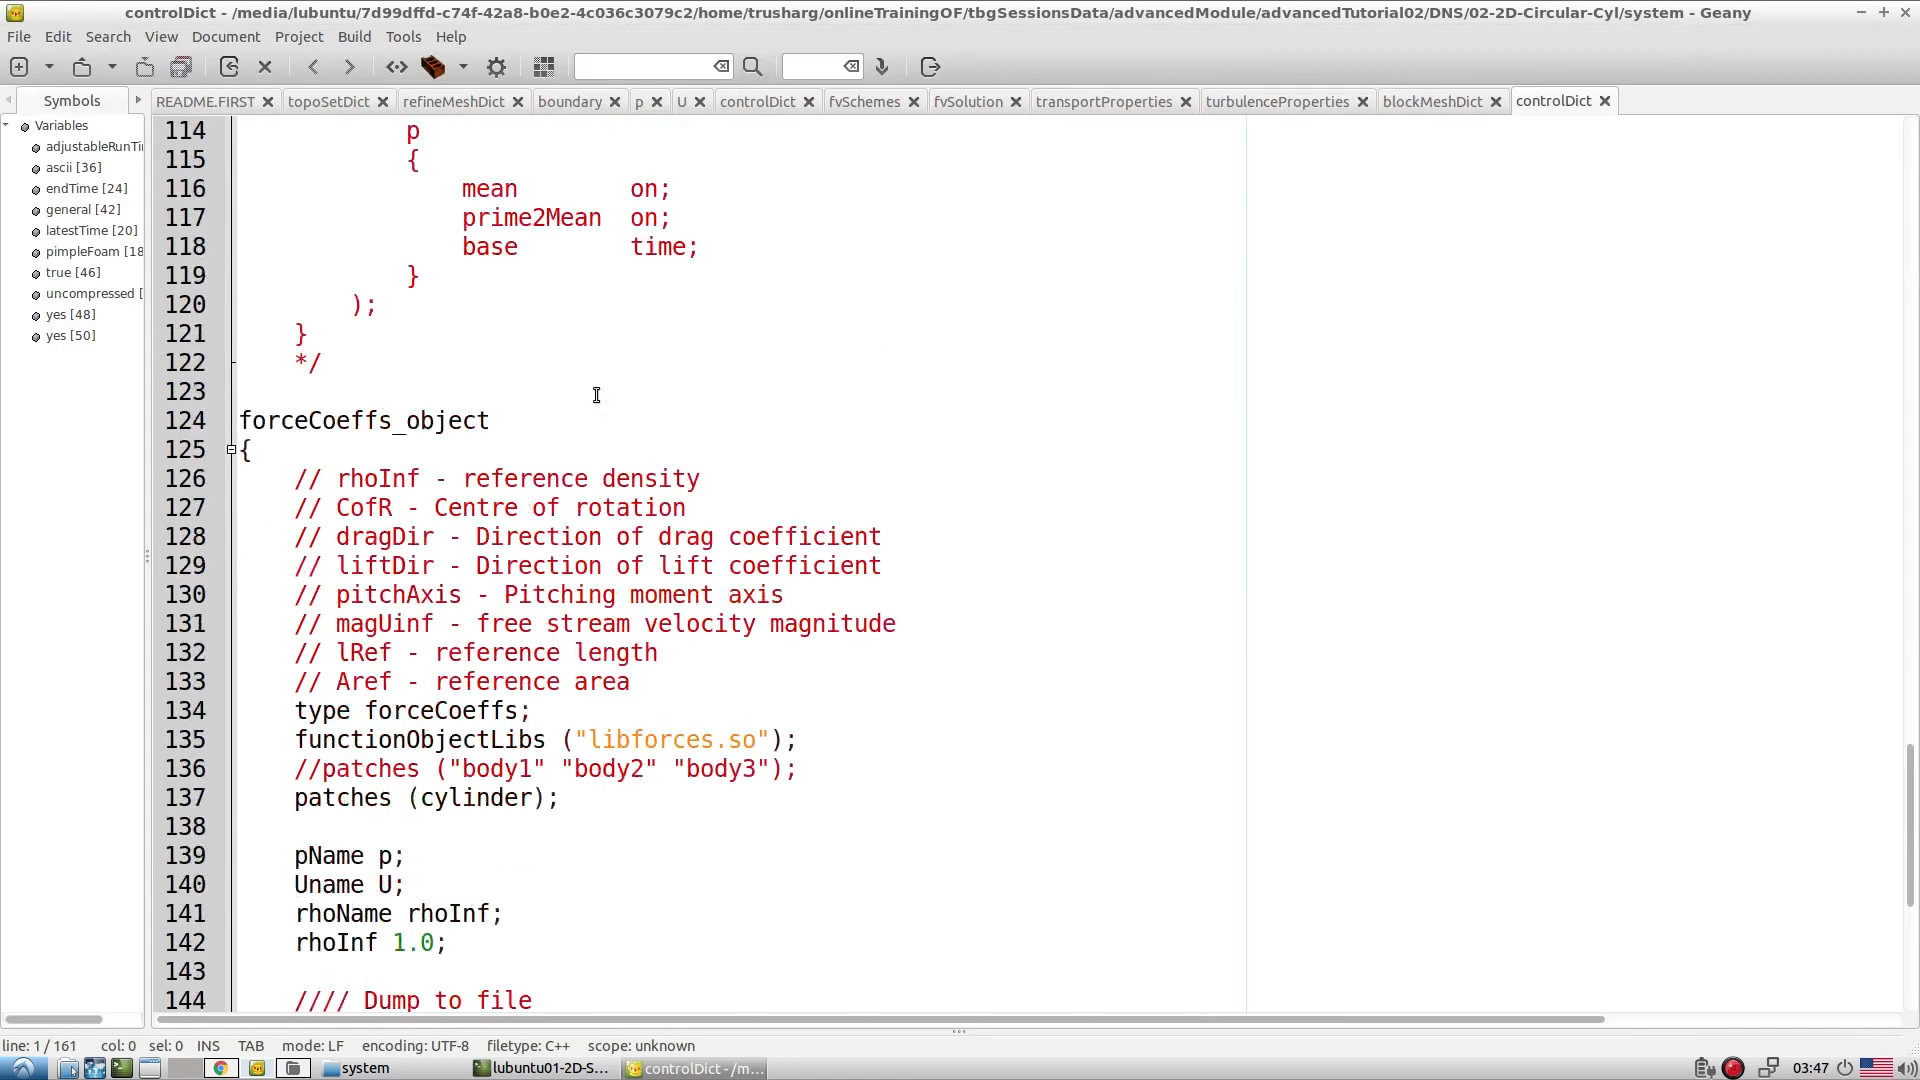 controlDict - /media/lubuntu/7d99dffd-c74f-42a8-b0e2-4c036c3079c2/home/trusharg/onlineTrainingOF/tbgSessionsData/advancedModule/advancedTutorial02/DNS/02-2D-Circular-Cyl/system - Geany
File Edit Search View Document Project Build Tools Help
Symbols README.FIRST topoSetDict refineMeshDict boundary p U controlDict fvSchemes fvSolution transportProperties turbulenceProperties blockMeshDict controlDict
Variables
adjustableRunTi
ascii [36]
endTime [24]
general [42]
latestTime [20]
pimpleFoam [18
true [46]
uncompressed [
yes [48]
yes [50]
114 p
115 {
116 mean on;
117 prime2Mean on;
118 base time;
119 }
120 );
121 }
122 */
123
124 forceCoeffs_object
125 {
126 // rhoInf - reference density
127 // CofR - Centre of rotation
128 // dragDir - Direction of drag coefficient
129 // liftDir - Direction of lift coefficient
130 // pitchAxis - Pitching moment axis
131 // magUinf - free stream velocity magnitude
132 // lRef - reference length
133 // Aref - reference area
134 type forceCoeffs;
135 functionObjectLibs ("libforces.so");
136 //patches ("body1" "body2" "body3");
137 patches (cylinder);
138
139 pName p;
140 Uname U;
141 rhoName rhoInf;
142 rhoInf 1.0;
143
144 //// Dump to file
line: 1 / 161 col: 0 sel: 0 INS TAB mode: LF encoding: UTF-8 filetype: C++ scope: unknown
system lubuntu01-2D-S... controlDict - /m... 03:47